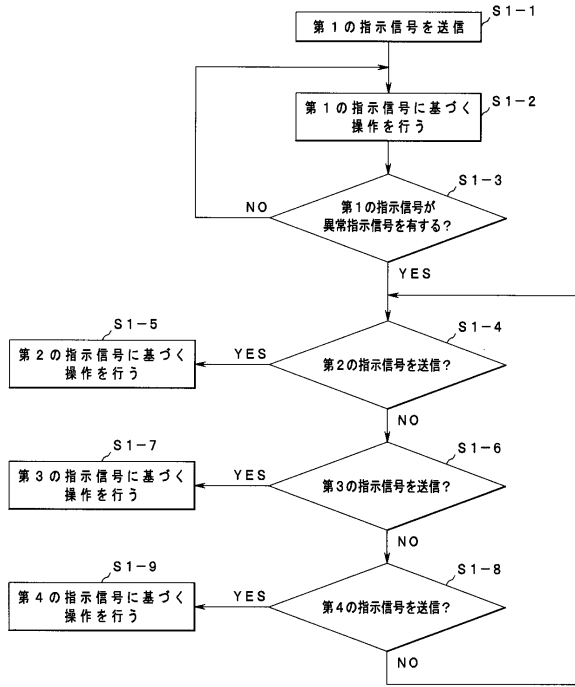 S1-1
第1の指示信号を送信
S1-2
第1の指示信号に基づく
操作を行う
S1-3
第1の指示信号が
異常指示信号を有する?
NO
YES
S1-4
第2の指示信号を送信?
YES
NO
S1-5
第2の指示信号に基づく
操作を行う
S1-6
第3の指示信号を送信?
YES
NO
S1-7
第3の指示信号に基づく
操作を行う
S1-8
第4の指示信号を送信?
YES
NO
S1-9
第4の指示信号に基づく
操作を行う